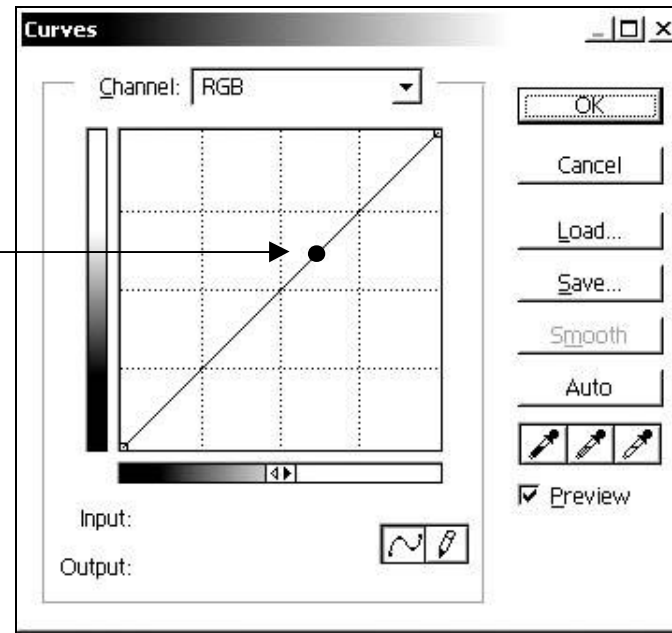 Curves
Channel: RGB
OK
Cancel
Load...
Save...
Smooth
Auto
Preview
Input:
Output: